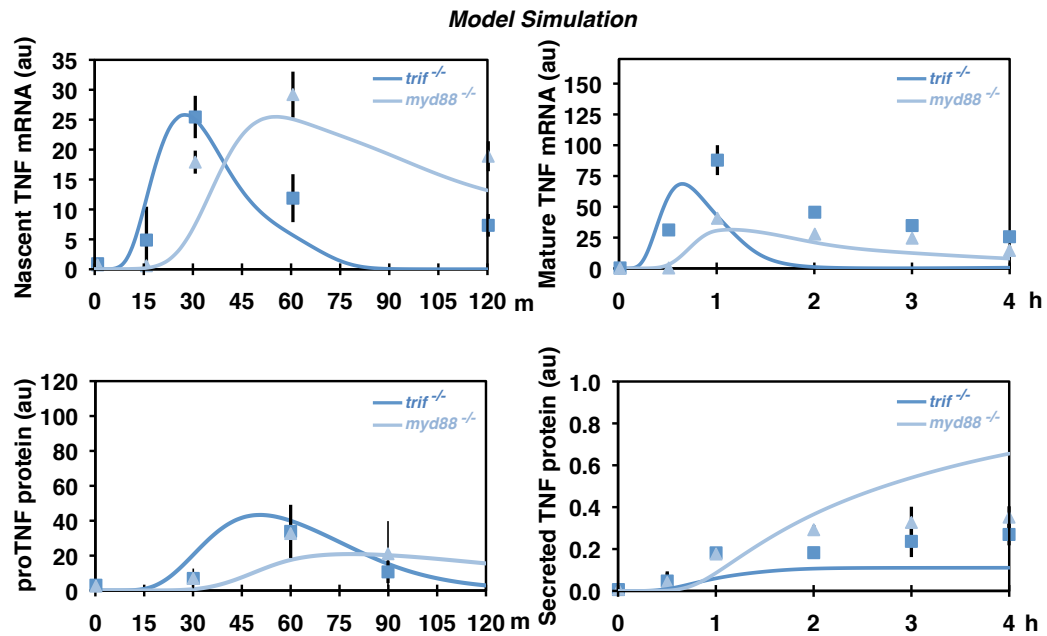 Model Simulation
Nascent TNF mRNA (au)
35
30
25
20
15
10
5
0
trif -/-
myd88 -/-
0 15 30 45 60 75 90 105 120 m
Mature TNF mRNA (au)
150
125
100
75
50
25
0
trif -/-
myd88 -/-
0 1 2 3 4 h
proTNF protein (au)
120
100
80
60
40
20
0
trif -/-
myd88 -/-
0 15 30 45 60 75 90 105 120 m
Secreted TNF protein (au)
1.0
0.8
0.6
0.4
0.2
0.0
trif -/-
myd88 -/-
0 1 2 3 4 h